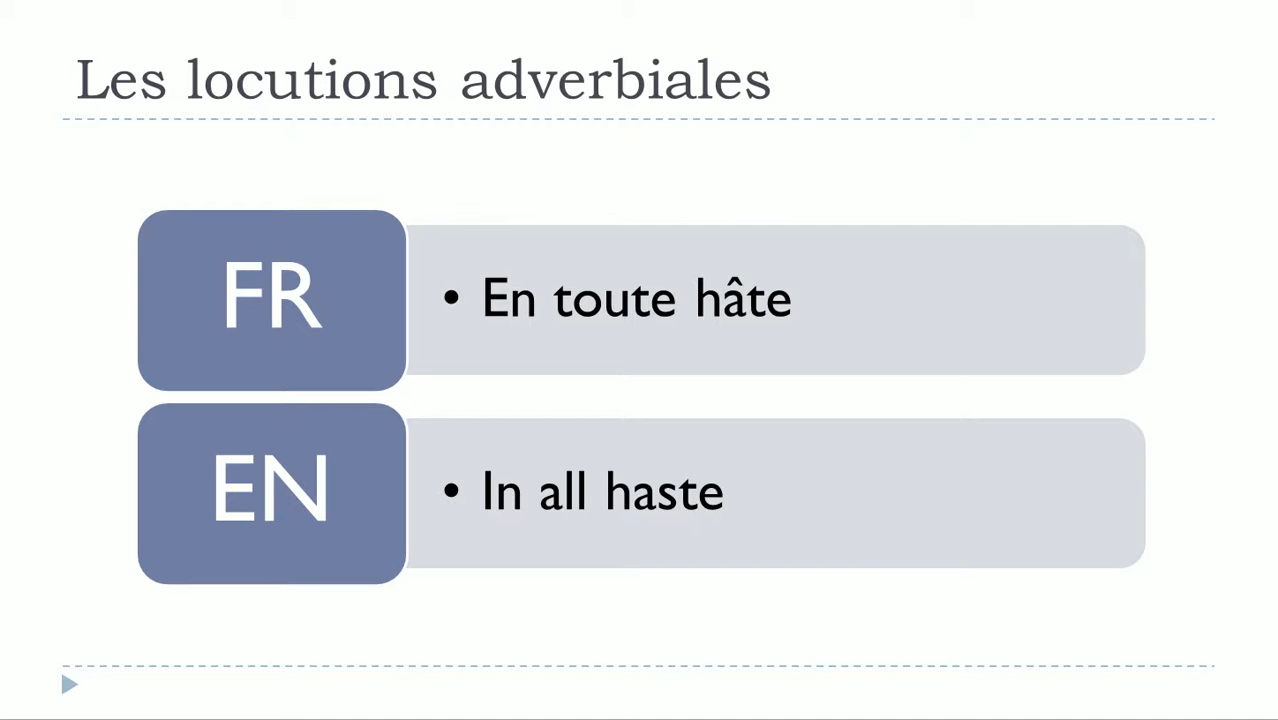 Les locutions adverbiales
FR
• En toute hâte
EN
• In all haste